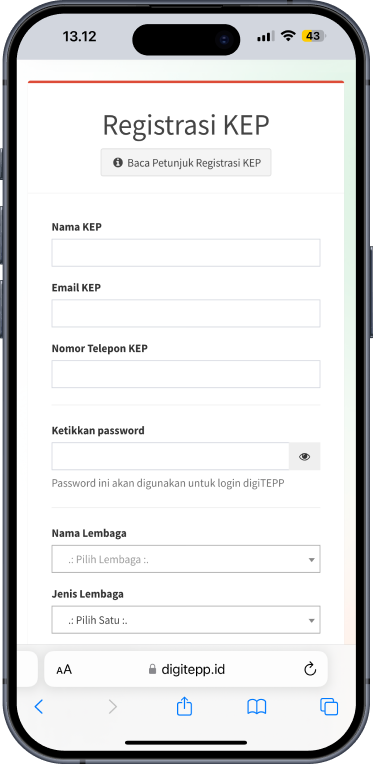 13.12
43
Registrasi KEP
Baca Petunjuk Registrasi KEP
Nama KEP
Email KEP
Nomor Telepon KEP
Ketikkan password
Password ini akan digunakan untuk login digiTEPP
Nama Lembaga
.: Pilih Lembaga :.
Jenis Lembaga
.: Pilih Satu :.
AA
digitepp.id